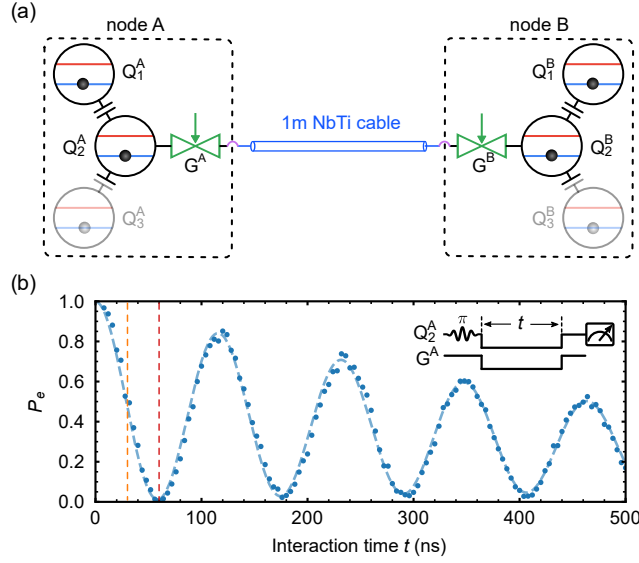 (a)
node A
node B
Q₁ᴬ
Q₁ᴮ
1m NbTi cable
Q₂ᴬ
Gᴬ
Gᴮ
Q₂ᴮ
Q₃ᴬ
Q₃ᴮ
(b)
1.0
0.8
0.6
0.4
0.2
0.0
Pₑ
π
Q₂ᴬ
t
Gᴬ
0 100 200 300 400 500
Interaction time t (ns)